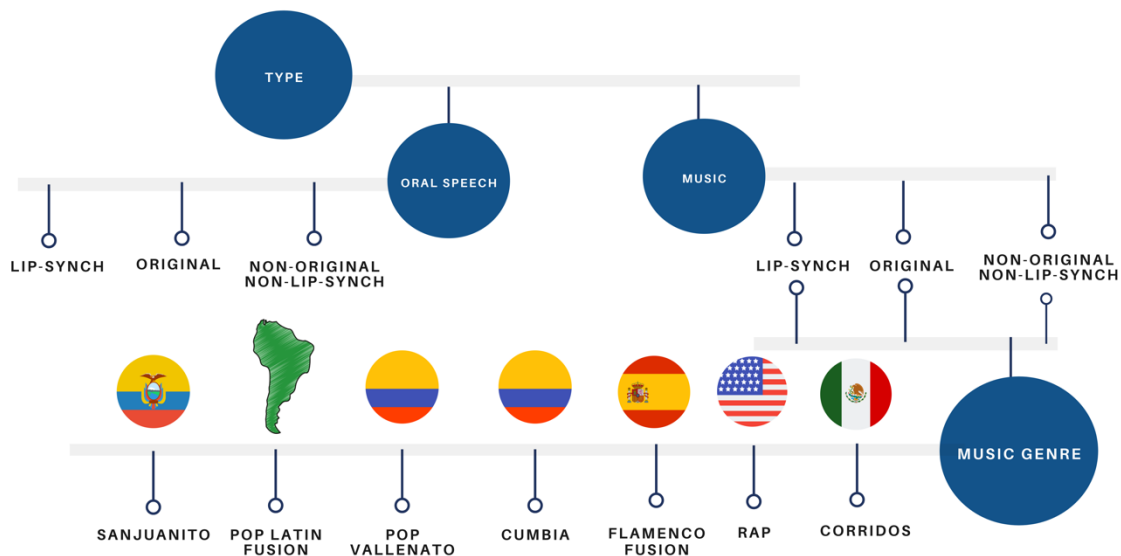 TYPE
ORAL SPEECH
MUSIC
LIP-SYNCH
ORIGINAL
NON-ORIGINAL
NON-LIP-SYNCH
LIP-SYNCH
ORIGINAL
NON-ORIGINAL
NON-LIP-SYNCH
MUSIC GENRE
SANJUANITO
POP LATIN
FUSION
POP
VALLENATO
CUMBIA
FLAMENCO
FUSION
RAP
CORRIDOS